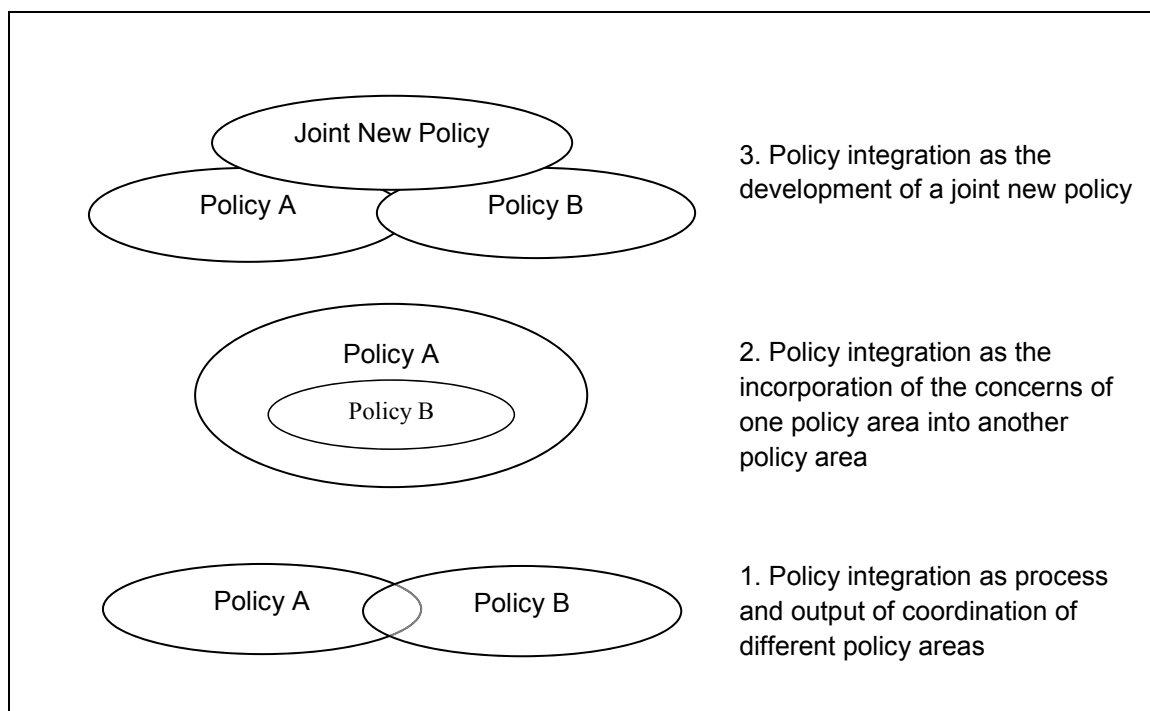 Joint New Policy
Policy A
Policy B
3. Policy integration as the
development of a joint new policy
Policy A
Policy B
2. Policy integration as the
incorporation of the concerns of
one policy area into another
policy area
Policy A
Policy B
1. Policy integration as process
and output of coordination of
different policy areas